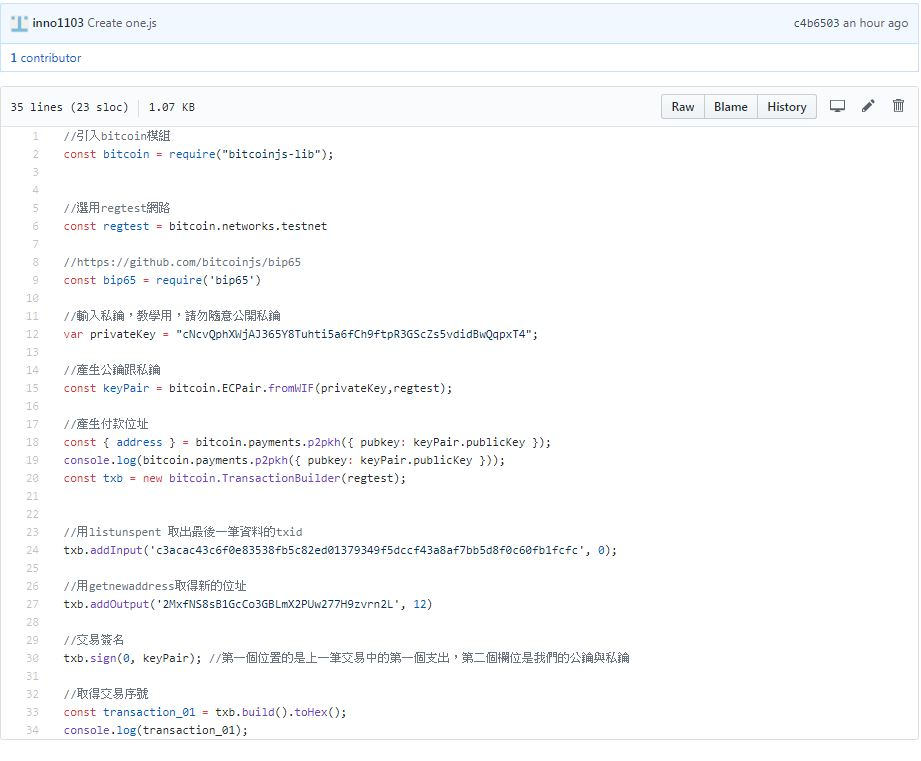 inno1103 Create one.js c4b6503 an hour ago
1 contributor
35 lines (23 sloc) 1.07 KB Raw Blame History
1 //引入bitcoin模組
2 const bitcoin = require("bitcoinjs-lib");
3
4
5 //選用regtest網路
6 const regtest = bitcoin.networks.testnet
7
8 //https://github.com/bitcoinjs/bip65
9 const bip65 = require('bip65')
10
11 //輸入私鑰，教學用，請勿隨意公開私鑰
12 var privateKey = "cNcvQphXWjAJ365Y8Tuhti5a6fCh9ftpR3GScZs5vdidBwQqpxT4";
13
14 //產生公鑰跟私鑰
15 const keyPair = bitcoin.ECPair.fromWIF(privateKey,regtest);
16
17 //產生付款位址
18 const { address } = bitcoin.payments.p2pkh({ pubkey: keyPair.publicKey });
19 console.log(bitcoin.payments.p2pkh({ pubkey: keyPair.publicKey }));
20 const txb = new bitcoin.TransactionBuilder(regtest);
21
22
23 //用listunspent 取出最後一筆資料的txid
24 txb.addInput('c3acac43c6f0e83538fb5c82ed01379349f5dccf43a8af7bb5d8f0c60fb1fcfc', 0);
25
26 //用getnewaddress取得新的位址
27 txb.addOutput('2MxfNS8sB1GcCo3GBLmX2PUw277H9zvrn2L', 12)
28
29 //交易簽名
30 txb.sign(0, keyPair); //第一個位置的是上一筆交易中的第一個支出，第二個欄位是我們的公鑰與私鑰
31
32 //取得交易序號
33 const transaction_01 = txb.build().toHex();
34 console.log(transaction_01);